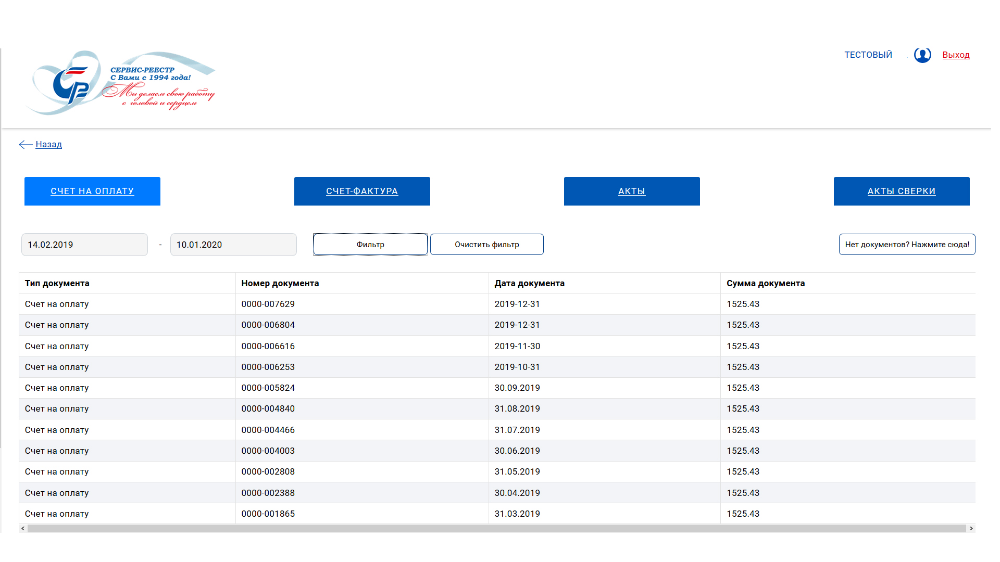 СЕРВИС-РЕЕСТР
С Вами с 1994 года!
Мы делаем свою работу
с головой и сердцем
ТЕСТОВЫЙ
Выход
Назад
СЧЕТ НА ОПЛАТУ
СЧЕТ-ФАКТУРА
АКТЫ
АКТЫ СВЕРКИ
14.02.2019 - 10.01.2020
Фильтр
Очистить фильтр
Нет документов? Нажмите сюда!
Тип документа Номер документа Дата документа Сумма документа
Счет на оплату 0000-007629 2019-12-31 1525.43
Счет на оплату 0000-006804 2019-12-31 1525.43
Счет на оплату 0000-006616 2019-11-30 1525.43
Счет на оплату 0000-006253 2019-10-31 1525.43
Счет на оплату 0000-005824 30.09.2019 1525.43
Счет на оплату 0000-004840 31.08.2019 1525.43
Счет на оплату 0000-004466 31.07.2019 1525.43
Счет на оплату 0000-004003 30.06.2019 1525.43
Счет на оплату 0000-002808 31.05.2019 1525.43
Счет на оплату 0000-002388 30.04.2019 1525.43
Счет на оплату 0000-001865 31.03.2019 1525.43